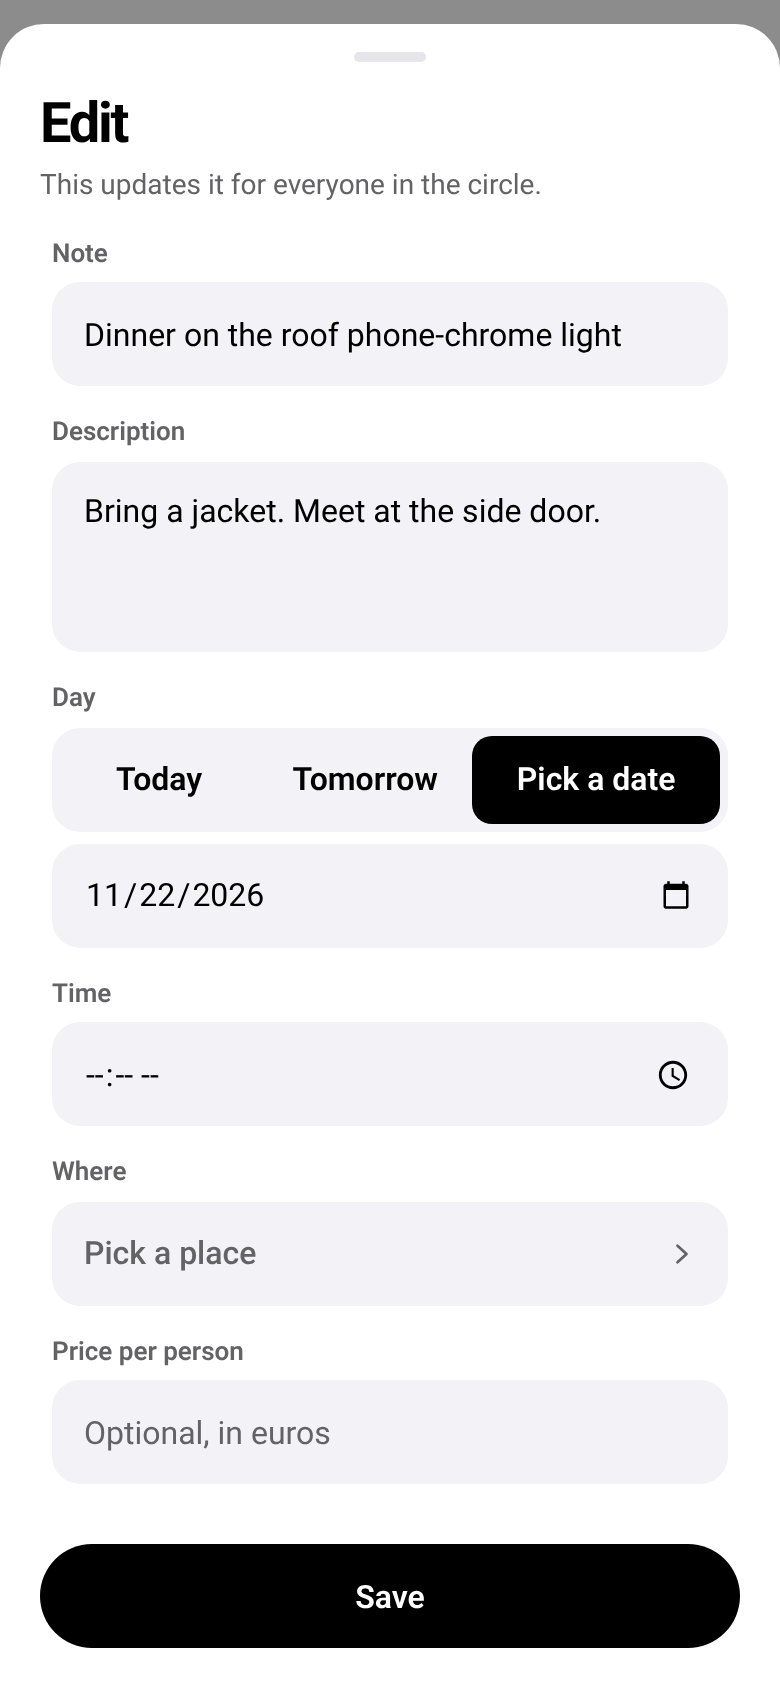 Edit
This updates it for everyone in the circle.
Note
Dinner on the roof phone-chrome light
Description
Bring a jacket. Meet at the side door.
Day
Today Tomorrow Pick a date
11/22/2026
Time
--:-- --
Where
Pick a place
Price per person
Optional, in euros
Save